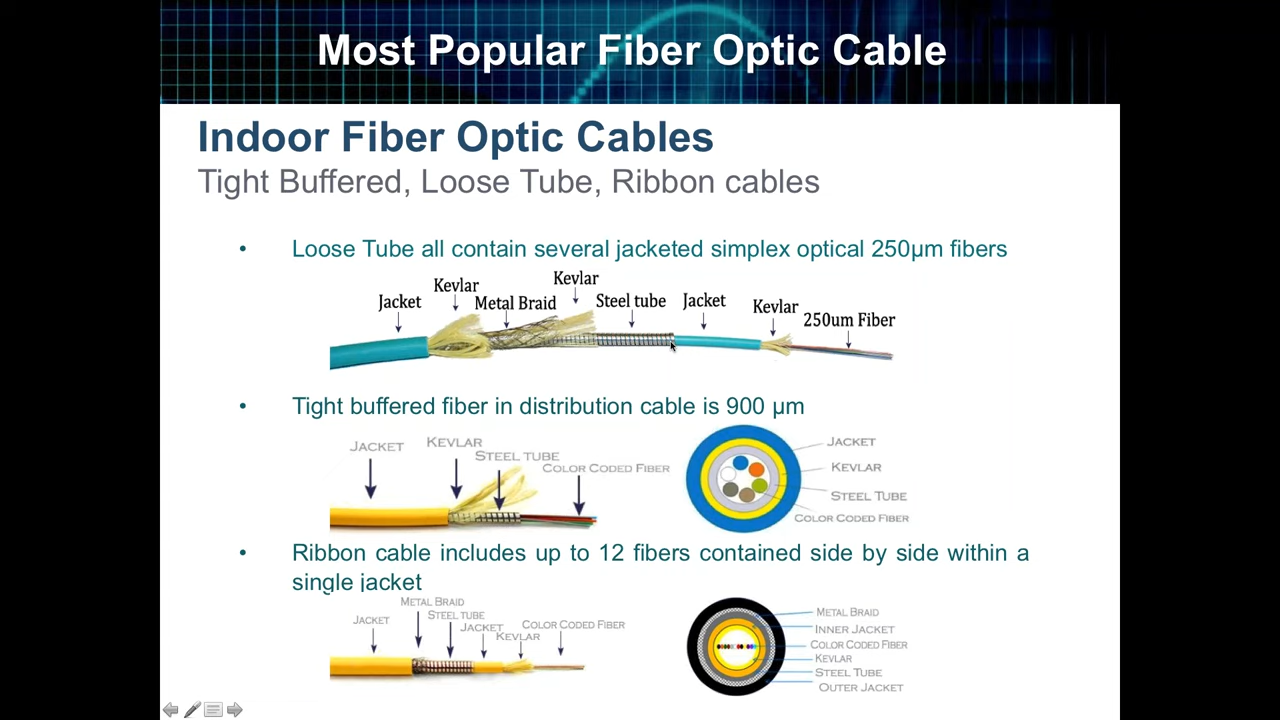 Most Popular Fiber Optic Cable
Indoor Fiber Optic Cables
Tight Buffered, Loose Tube, Ribbon cables
• Loose Tube all contain several jacketed simplex optical 250µm fibers
Jacket
Kevlar
Metal Braid
Kevlar
Steel tube
Jacket
Kevlar
250um Fiber
• Tight buffered fiber in distribution cable is 900 µm
JACKET
KEVLAR
STEEL TUBE
COLOR CODED FIBER
JACKET
KEVLAR
STEEL TUBE
COLOR CODED FIBER
• Ribbon cable includes up to 12 fibers contained side by side within a
single jacket
JACKET
METAL BRAID
STEEL TUBE
JACKET
KEVLAR
COLOR CODED FIBER
METAL BRAID
INNER JACKET
COLOR CODED FIBER
KEVLAR
STEEL TUBE
OUTER JACKET